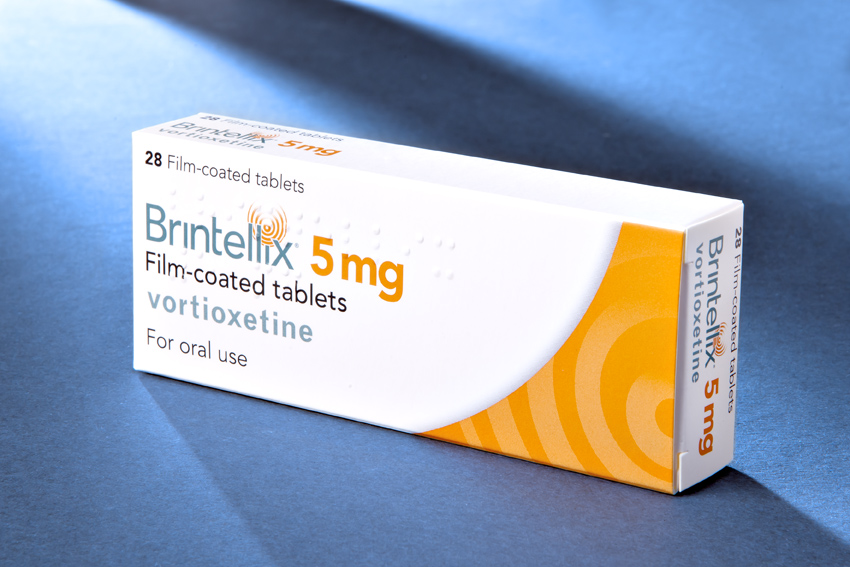 28 Film-coated tablets
Brintellix 5 mg
vortioxetine
28 Film-coated tablets
Brintellix 5 mg
Film-coated tablets
vortioxetine
For oral use
28 Film-coated tablets
Brintellix 5 mg
vortioxetine